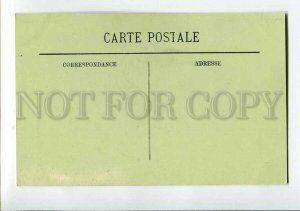 CARTE POSTALE
CORRESPONDANCE ADRESSE
NOT FOR COPY